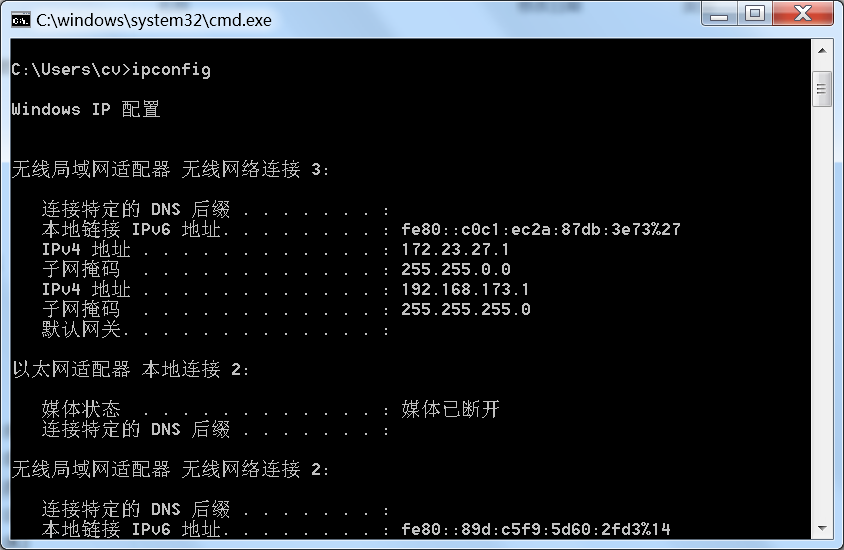 C:\windows\system32\cmd.exe
C:\Users\cv>ipconfig
Windows IP 配置
无线局域网适配器 无线网络连接 3:
连接特定的 DNS 后缀 . . . . . . . :
本地链接 IPv6 地址. . . . . . . . : fe80::c0c1:ec2a:87db:3e73%27
IPv4 地址 . . . . . . . . . . . . : 172.23.27.1
子网掩码  . . . . . . . . . . . . : 255.255.0.0
IPv4 地址 . . . . . . . . . . . . : 192.168.173.1
子网掩码  . . . . . . . . . . . . : 255.255.255.0
默认网关. . . . . . . . . . . . . :
以太网适配器 本地连接 2:
媒体状态  . . . . . . . . . . . . : 媒体已断开
连接特定的 DNS 后缀 . . . . . . . :
无线局域网适配器 无线网络连接 2:
连接特定的 DNS 后缀 . . . . . . . :
本地链接 IPv6 地址. . . . . . . . : fe80::89d:c5f9:5d60:2fd3%14